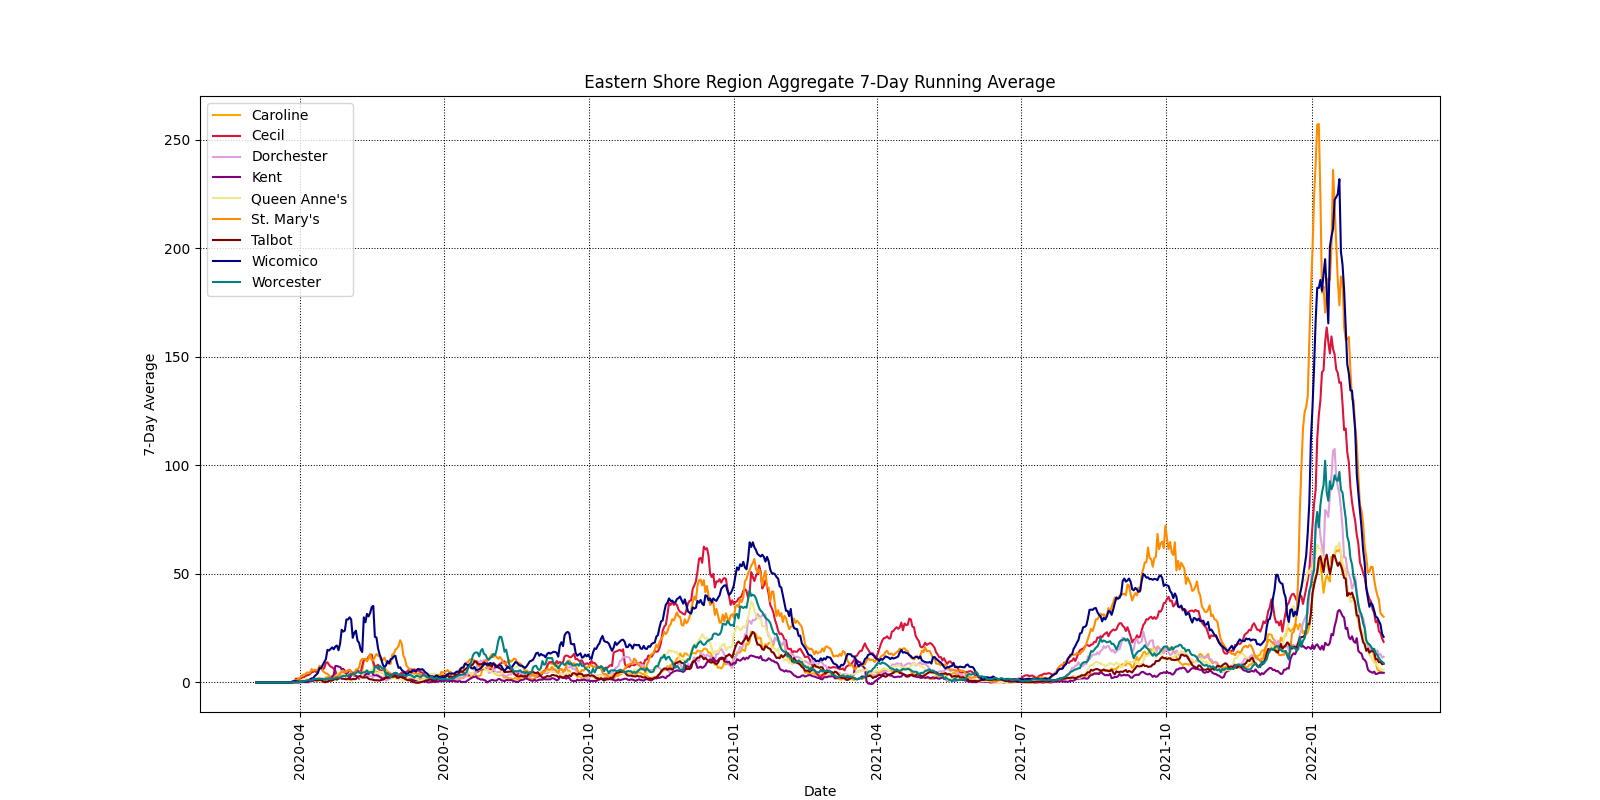 Eastern Shore Region Aggregate 7-Day Running Average
Caroline
Cecil
Dorchester
Kent
Queen Anne's
St. Mary's
Talbot
Wicomico
Worcester
250
200
150
100
50
0
7-Day Average
2020-04
2020-07
2020-10
2021-01
2021-04
2021-07
2021-10
2022-01
Date